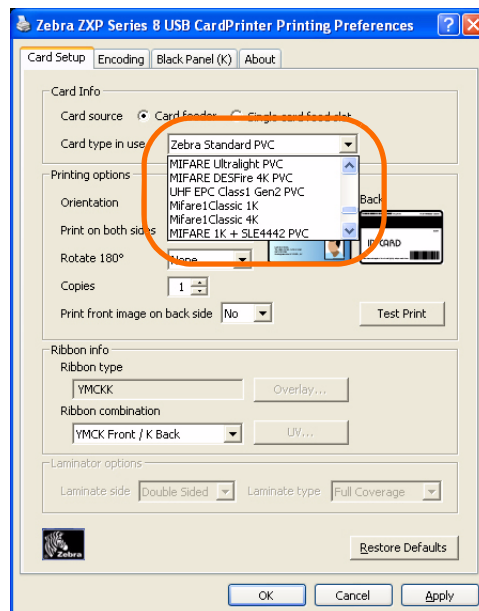 Zebra ZXP Series 8 USB CardPrinter Printing Preferences
Card Setup Encoding Black Panel (K) About
Card Info
Card source Card feeder Single card feed slot
Card type in use Zebra Standard PVC
MIFARE Ultralight PVC
MIFARE DESFire 4K PVC
UHF EPC Class1 Gen2 PVC
Mifare1Classic 1K
Mifare1Classic 4K
MIFARE 1K + SLE4442 PVC
Printing options
Orientation Back
Print on both sides ID CARD
Rotate 180° None
Copies 1
Print front image on back side No Test Print
Ribbon info
Ribbon type
YMCKK Overlay...
Ribbon combination
YMCK Front / K Back UV...
Laminator options
Laminate side Double Sided Laminate type Full Coverage
Zebra
Restore Defaults
OK Cancel Apply